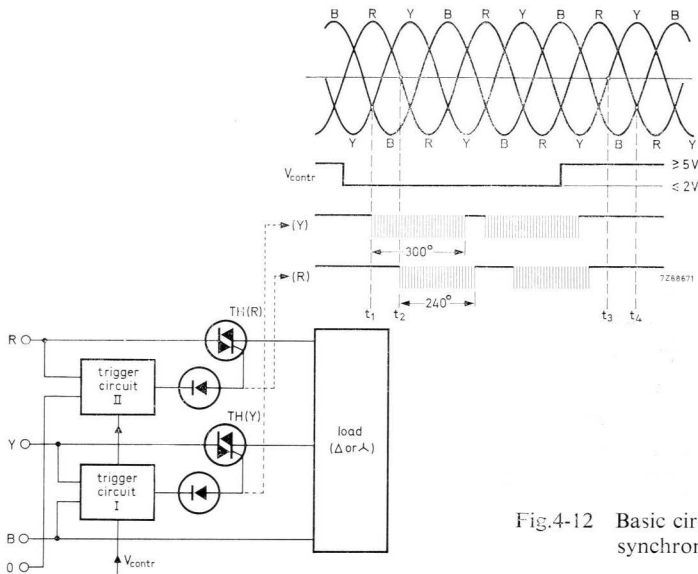 B R Y B R Y B R Y B
Y B R Y B R Y B R Y
Vcontr
≥5V
≤2V
(Y)
300°
(R)
240°
7Z68671
t1 t2 t3 t4
TH(R)
R
trigger
circuit
II
TH(Y)
load
(Δ or ⅄)
Y
trigger
circuit
I
B
Vcontr
0
Fig.4-12 Basic cir
synchron